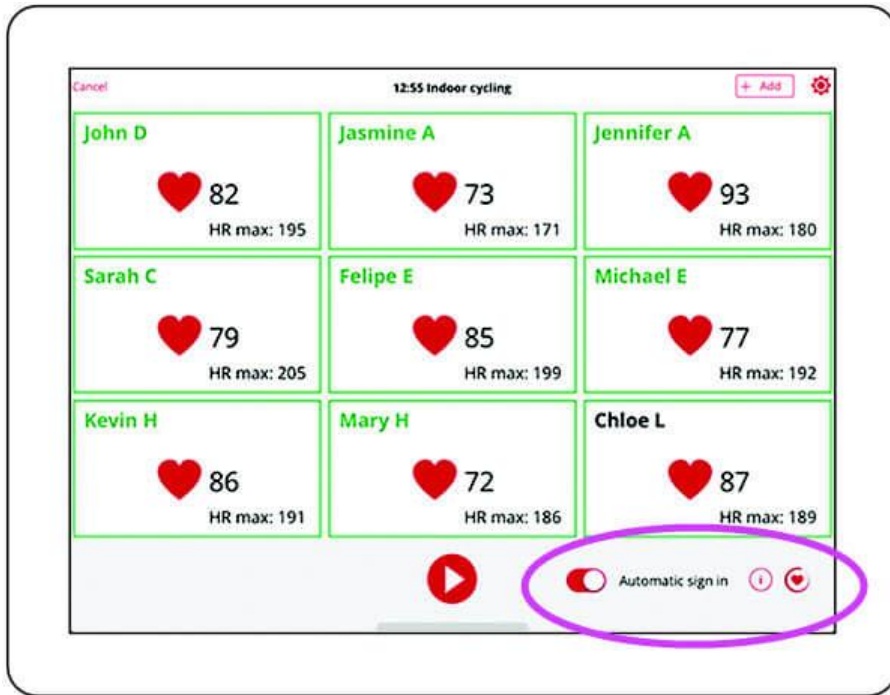 Cancel
12:55 Indoor cycling
+ Add
John D
82
HR max: 195
Jasmine A
73
HR max: 171
Jennifer A
93
HR max: 180
Sarah C
79
HR max: 205
Felipe E
85
HR max: 199
Michael E
77
HR max: 192
Kevin H
86
HR max: 191
Mary H
72
HR max: 186
Chloe L
87
HR max: 189
Automatic sign in
i